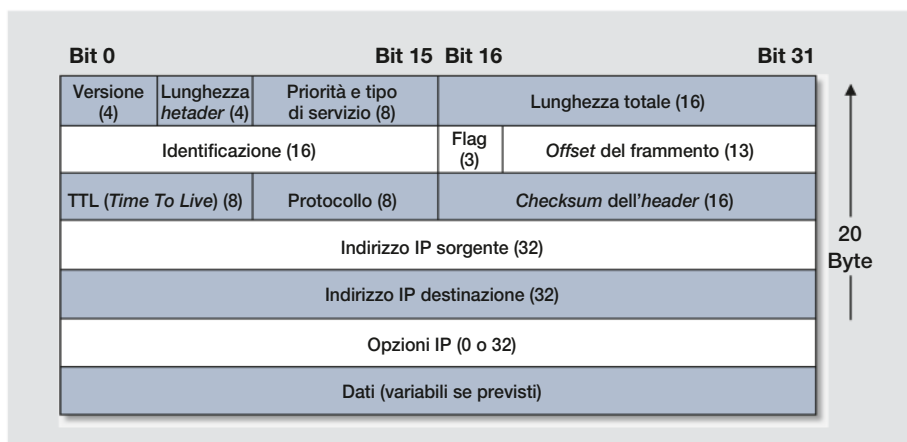 Bit 0 Bit 15 Bit 16 Bit 31
Versione
(4)
Lunghezza
hetader (4)
Priorità e tipo
di servizio (8)
Lunghezza totale (16)
Identificazione (16)
Flag
(3)
Offset del frammento (13)
TTL (Time To Live) (8)
Protocollo (8)
Checksum dell'header (16)
Indirizzo IP sorgente (32)
20
Byte
Indirizzo IP destinazione (32)
Opzioni IP (0 o 32)
Dati (variabili se previsti)